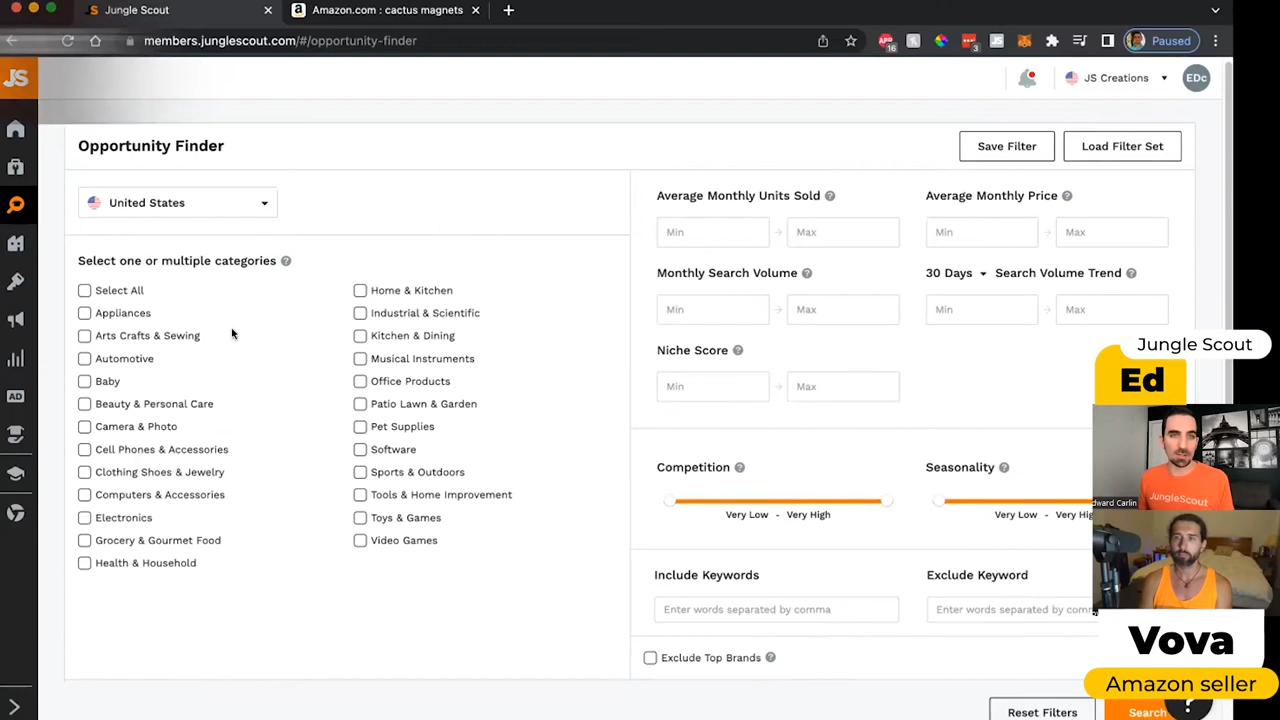 Jungle Scout
Amazon.com : cactus magnets
members.junglescout.com/#/opportunity-finder
16
3
Paused
JS
JS Creations
EDc
Opportunity Finder
Save Filter
Load Filter Set
United States
Average Monthly Units Sold
Average Monthly Price
Min
Max
Min
Max
Select one or multiple categories
Monthly Search Volume
30 Days
Search Volume Trend
Min
Max
Min
Max
Select All
Appliances
Arts Crafts & Sewing
Automotive
Baby
Beauty & Personal Care
Camera & Photo
Cell Phones & Accessories
Clothing Shoes & Jewelry
Computers & Accessories
Electronics
Grocery & Gourmet Food
Health & Household
Home & Kitchen
Industrial & Scientific
Kitchen & Dining
Musical Instruments
Office Products
Patio Lawn & Garden
Pet Supplies
Software
Sports & Outdoors
Tools & Home Improvement
Toys & Games
Video Games
Niche Score
Min
Max
Competition
Very Low - Very High
Seasonality
Very Low -
Include Keywords
Enter words separated by comma
Exclude Keyword
Enter words separated by
Exclude Top Brands
Reset Filters
Search
AD
Jungle Scout
Ed
JungleScout
Carlin
Vova
Amazon seller